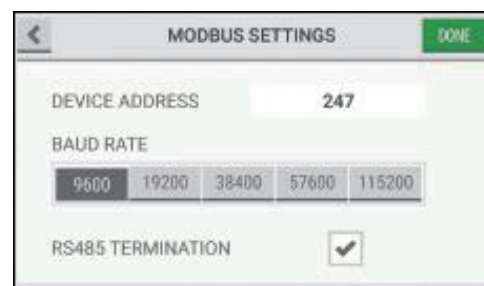 MODBUS SETTINGS DONE
DEVICE ADDRESS 247
BAUD RATE
9600 19200 38400 57600 115200
RS485 TERMINATION